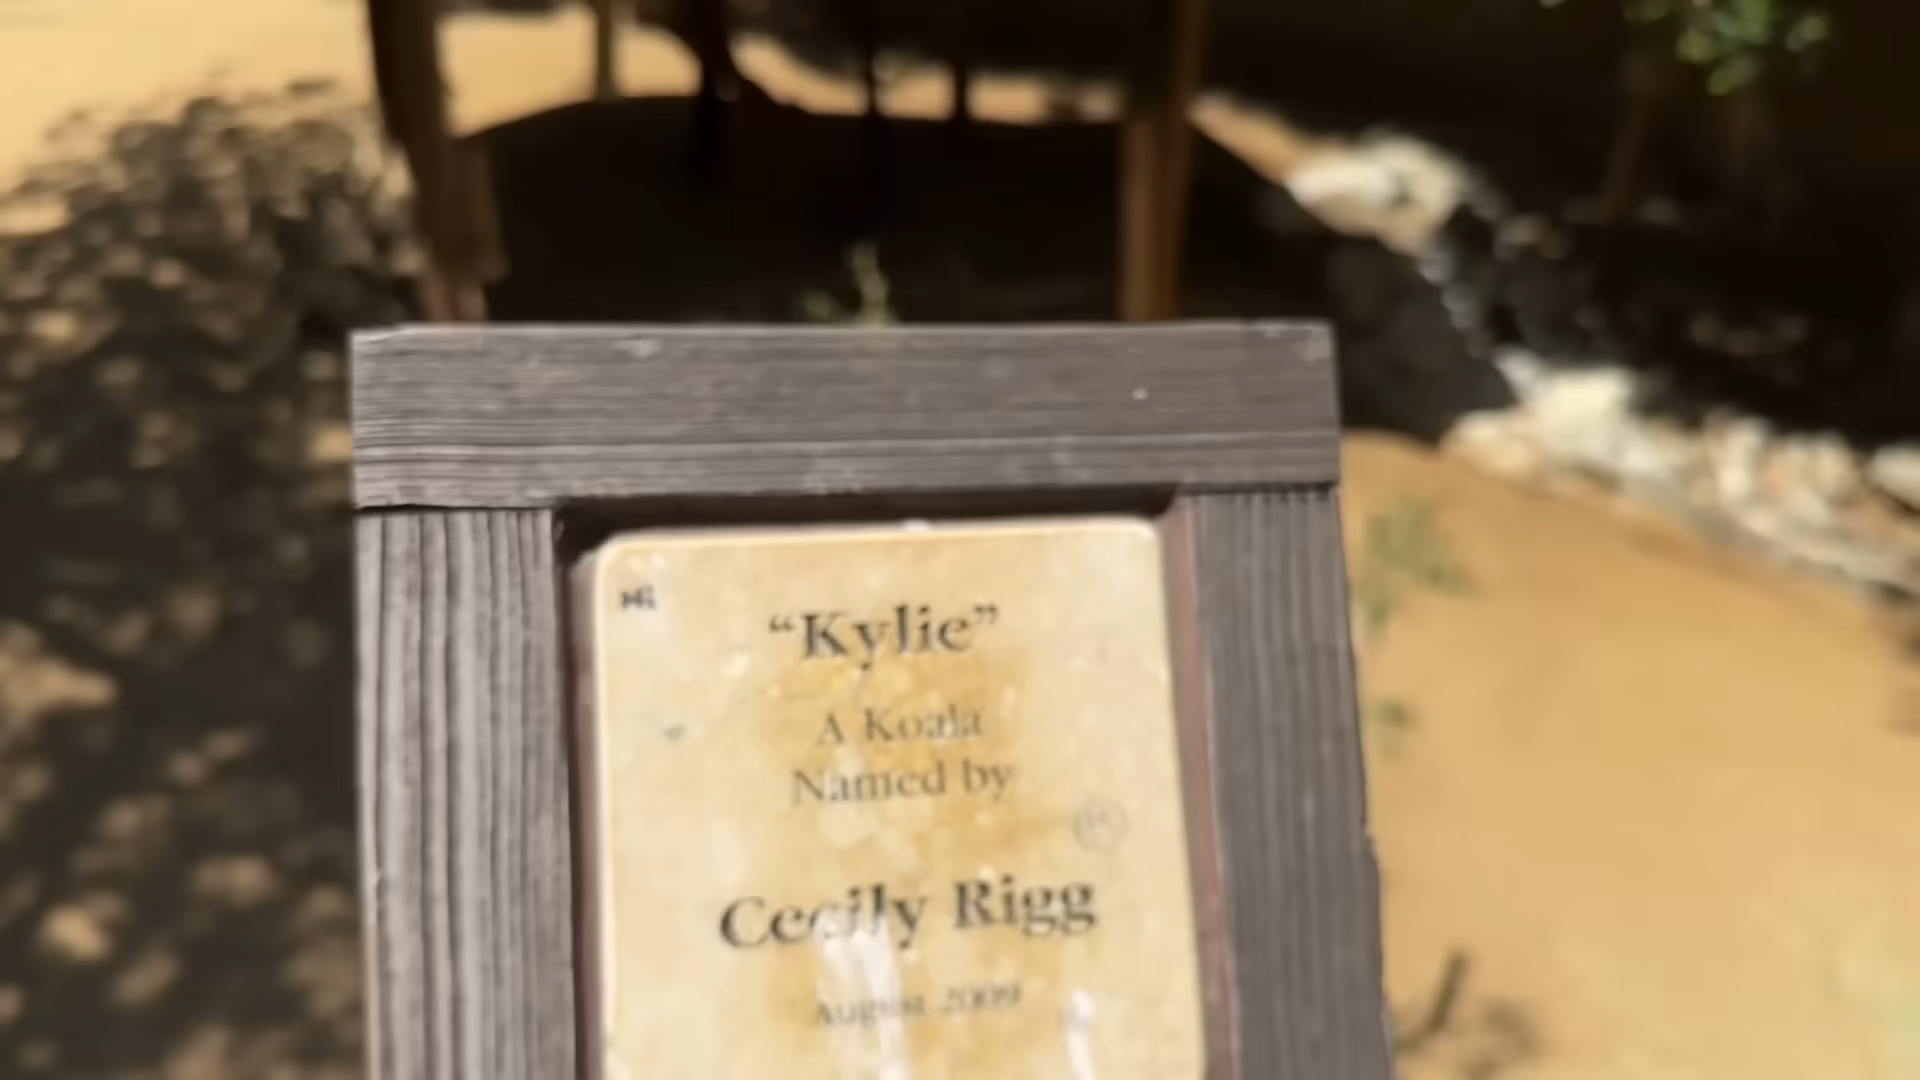 “Kylie”
A Koala
Named by
Cecily Rigg
August 2009